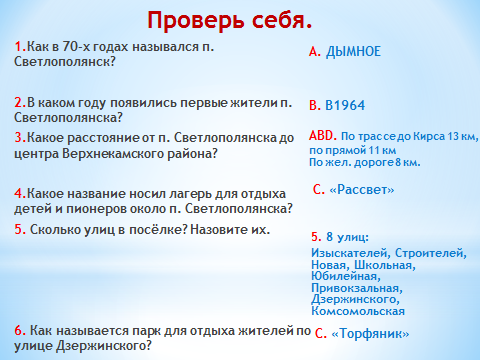 Проверь себя.
1.Как в 70-х годах назывался п.
Светлополянск?
А. ДЫМНОЕ
2.В каком году появились первые жители п.
Светлополянска?
В. В1964
3.Какое расстояние от п. Светлополянска до
центра Верхнекамского района?
ABD. По трассе до Кирса 13 км,
по прямой 11 км
По жел. дороге 8 км.
4.Какое название носил лагерь для отдыха
детей и пионеров около п. Светлополянска?
С. «Рассвет»
5. Сколько улиц в посёлке? Назовите их.
5. 8 улиц:
Изыскателей, Строителей,
Новая, Школьная,
Юбилейная,
Привокзальная,
Дзержинского,
Комсомольская
6. Как называется парк для отдыха жителей по
улице Дзержинского?
С. «Торфяник»